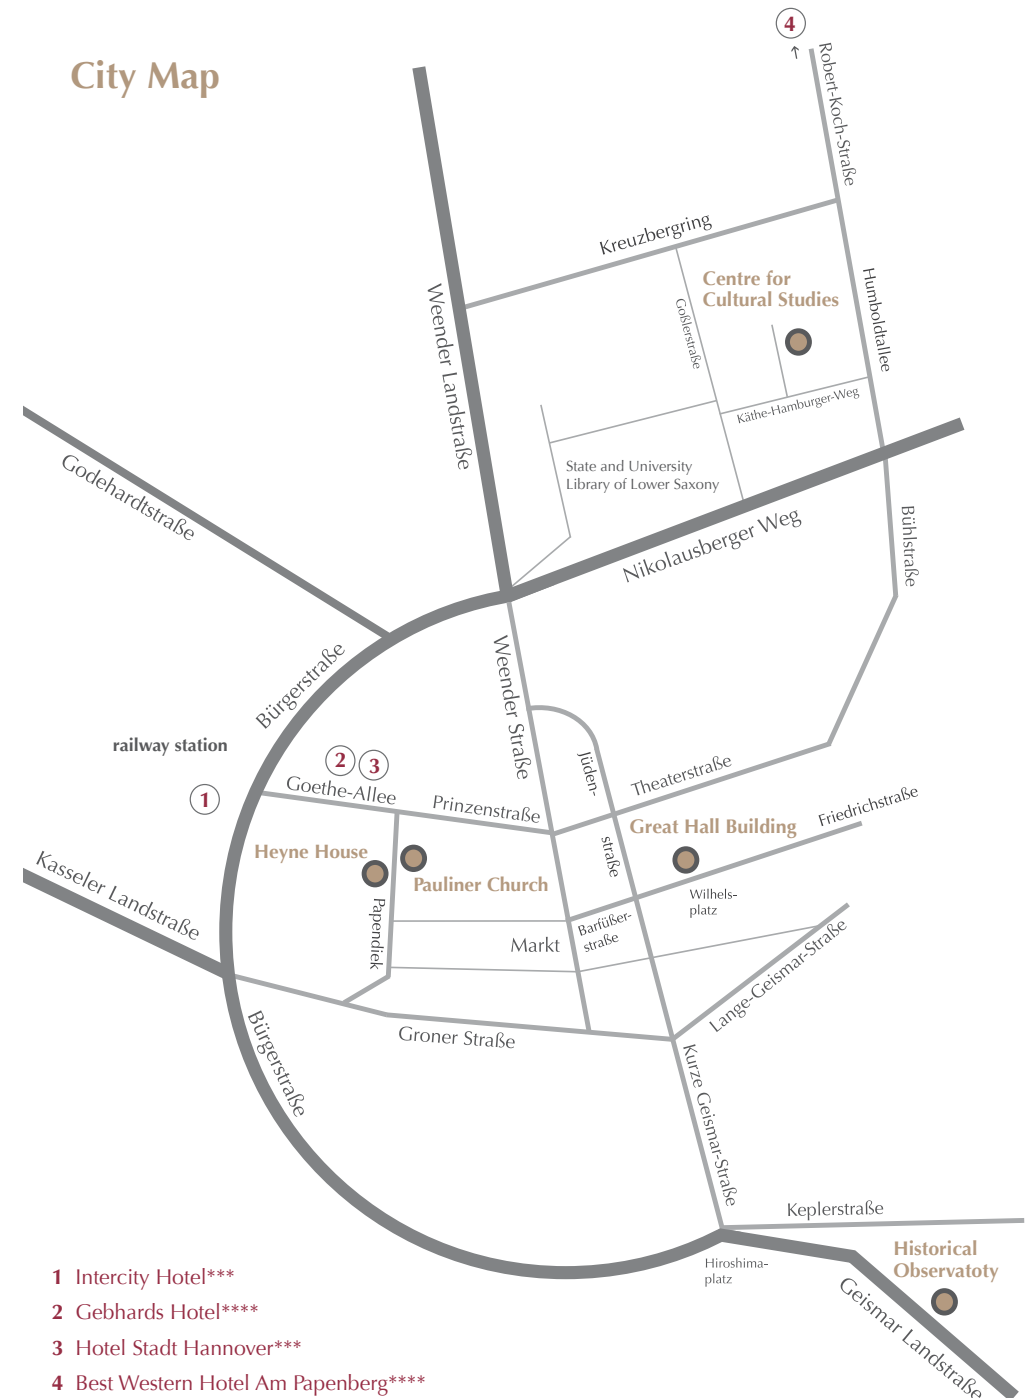 City Map
4
↑
Robert-Koch-Straße
Kreuzbergring
Centre for
Cultural Studies
Humboldtallee
Goßlerstraße
Weender Landstraße
Käthe-Hamburger-Weg
Godehardtstraße
State and University
Library of Lower Saxony
Nikolausberger Weg
Bühlstraße
Bürgerstraße
Weender Straße
railway station
2
3
1
Goethe-Allee
Prinzenstraße
Jüden-
straße
Theaterstraße
Friedrichstraße
Great Hall Building
Heyne House
Pauliner Church
Kasseler Landstraße
Papendiek
Wilhels-
platz
Barfüßer-
straße
Markt
Lange-Geismar-Straße
Groner Straße
Bürgerstraße
Kurze Geismar-Straße
Keplerstraße
Historical
Observatoty
Hiroshima-
platz
Geismar Landstraße
1 Intercity Hotel***
2 Gebhards Hotel****
3 Hotel Stadt Hannover***
4 Best Western Hotel Am Papenberg****